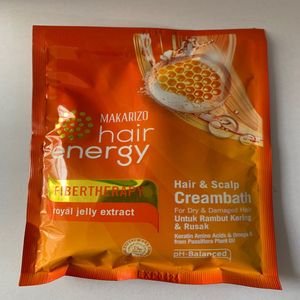 MAKARIZO
hair
energy
FIBERTHERAPY
royal jelly extract
Hair & Scalp
Creambath
For Dry & Damaged Hair
Untuk Rambut Kering
& Rusak
Keratin Amino Acids & Omega 6
from Passiflora Plant Oil
pH-Balanced